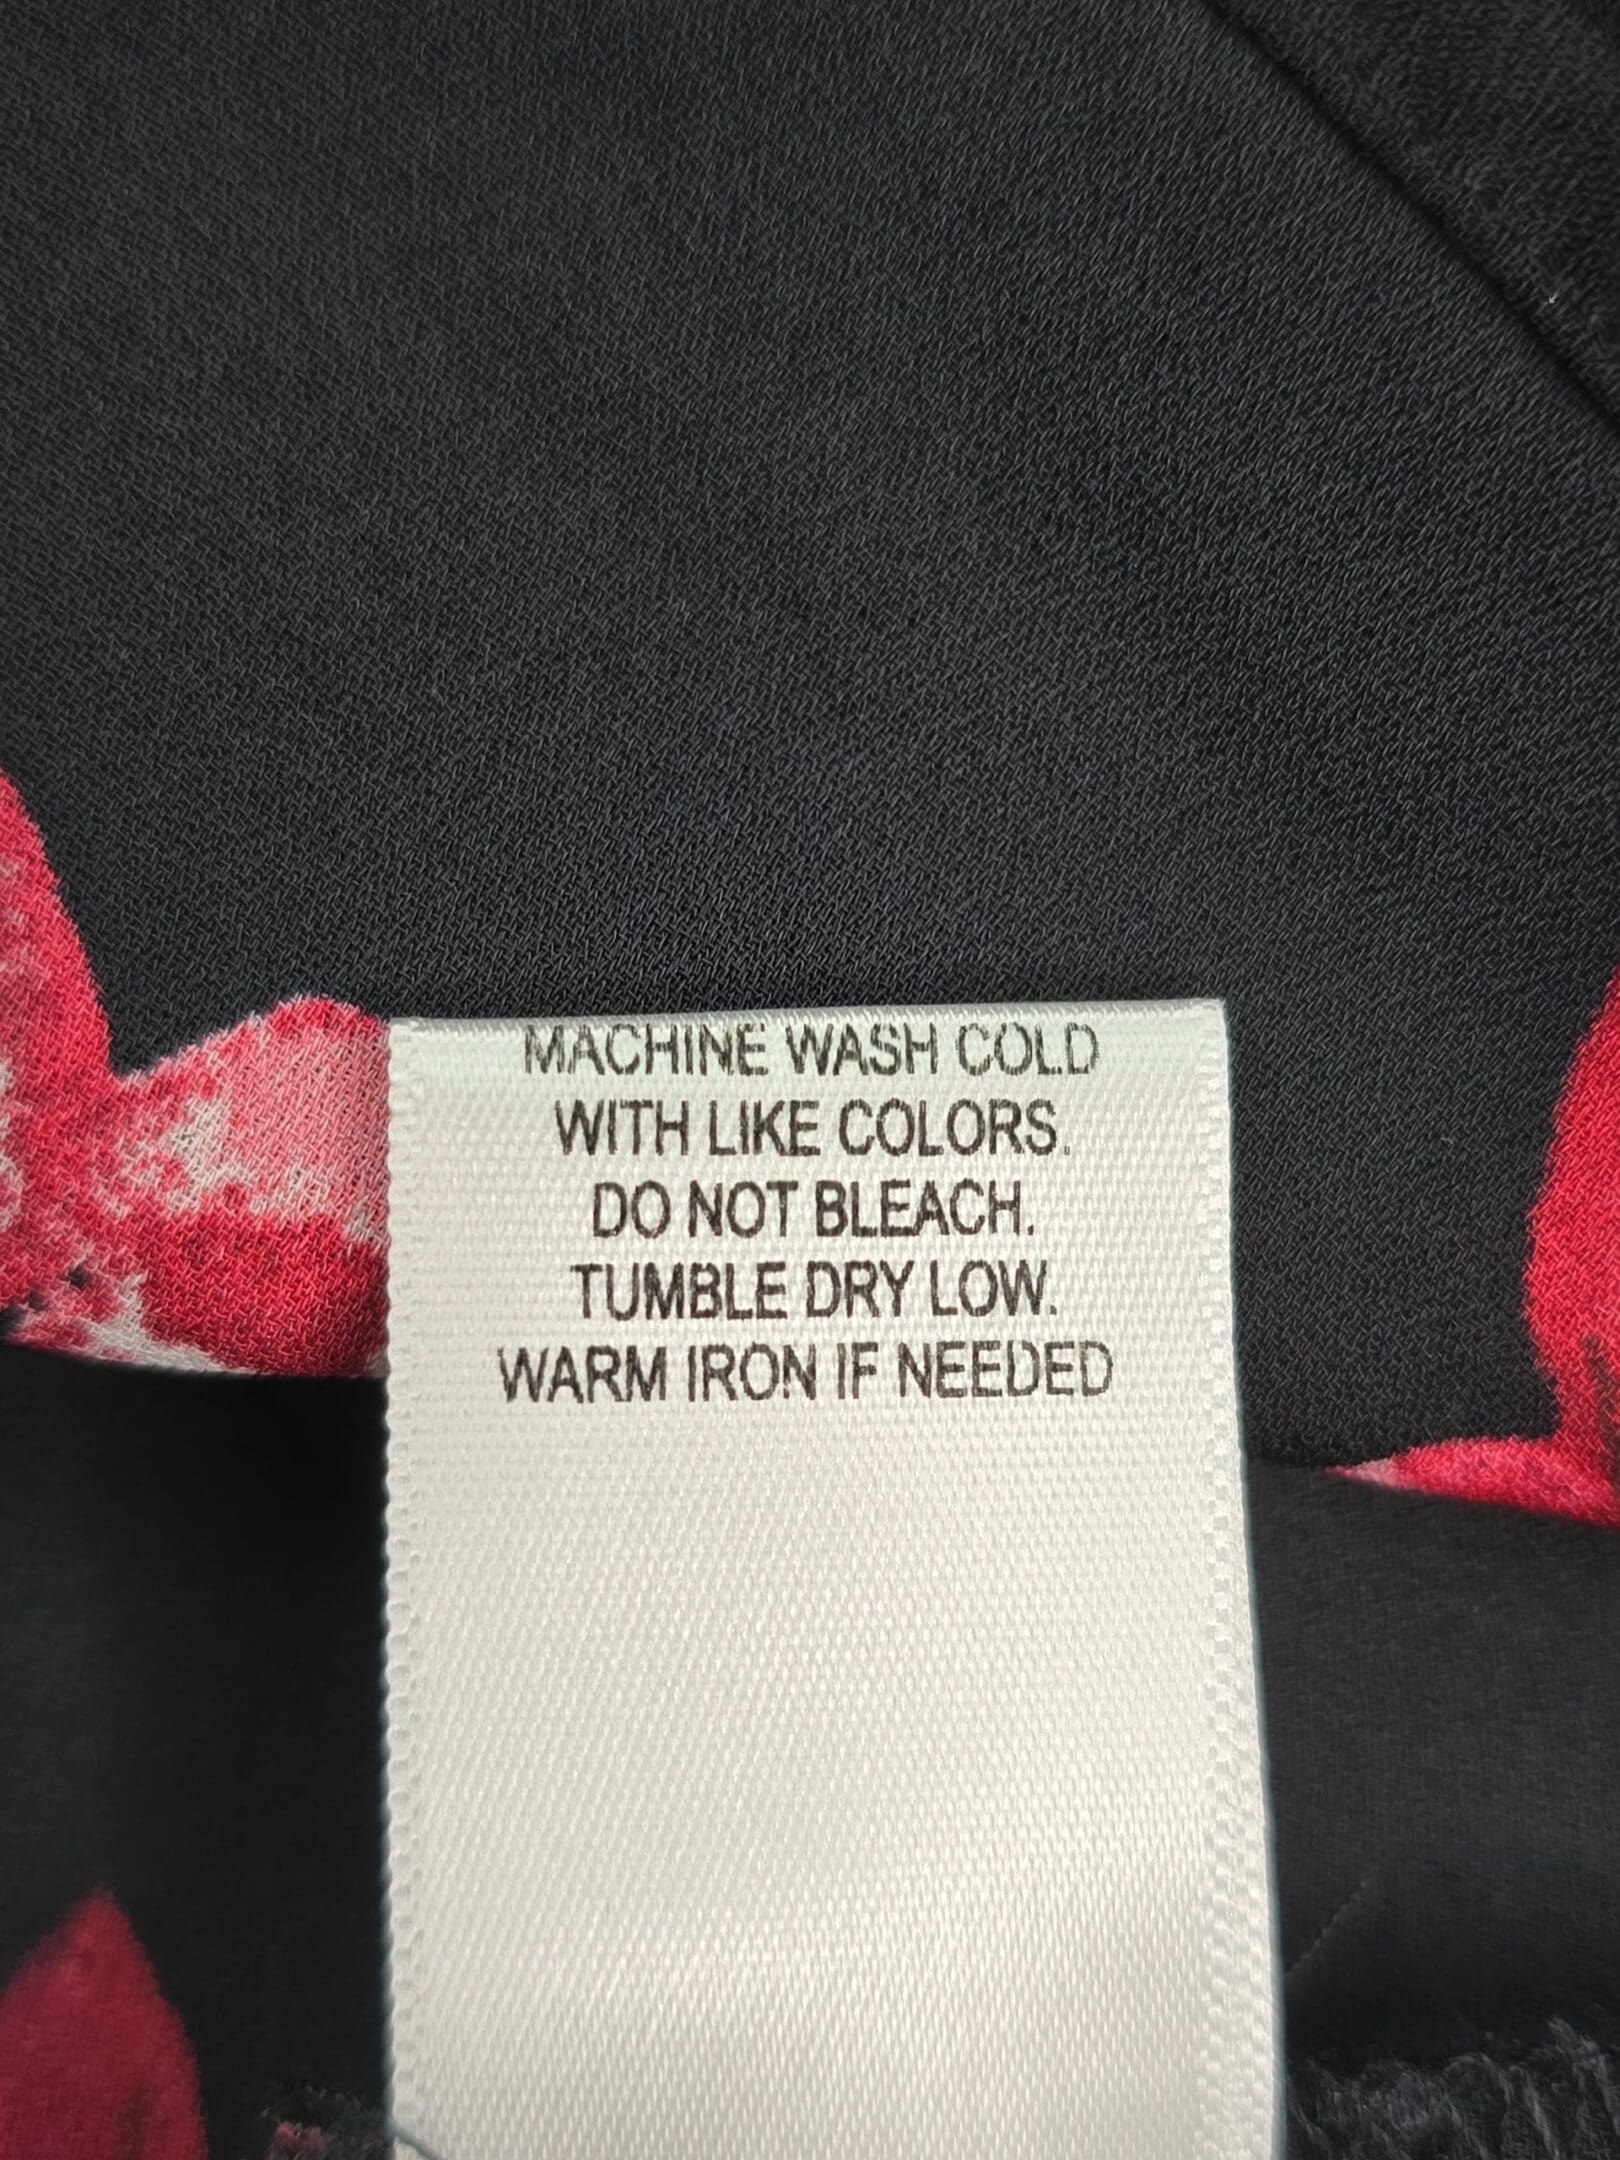 MACHINE WASH COLD
WITH LIKE COLORS.
DO NOT BLEACH.
TUMBLE DRY LOW.
WARM IRON IF NEEDED